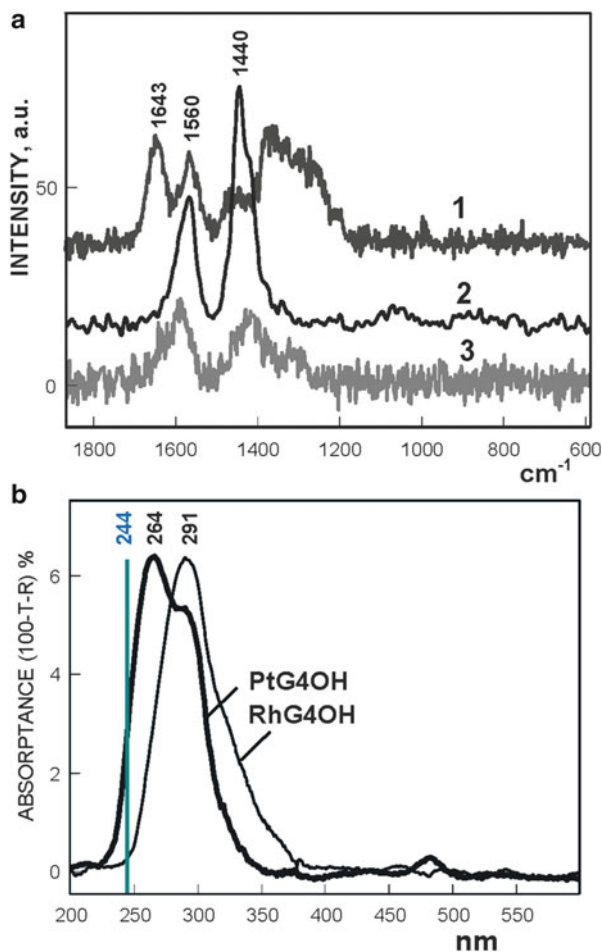 a
1643
1560
1440
INTENSITY, a.u.
50
0
1
2
3
1800 1600 1400 1200 1000 800 600
cm-1
b
244 264 291
ABSORPTANCE (100-T-R) %
6
4
2
0
PtG4OH
RhG4OH
200 250 300 350 400 450 500 550
nm